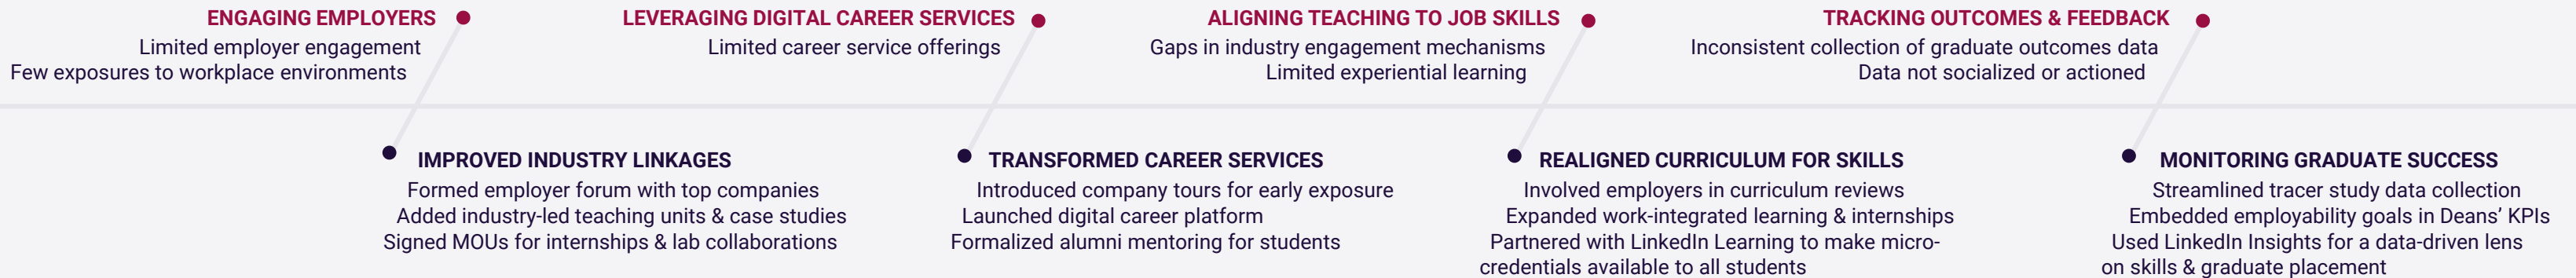 ENGAGING EMPLOYERS
Limited employer engagement
Few exposures to workplace environments
LEVERAGING DIGITAL CAREER SERVICES
Limited career service offerings
ALIGNING TEACHING TO JOB SKILLS
Gaps in industry engagement mechanisms
Limited experiential learning
TRACKING OUTCOMES & FEEDBACK
Inconsistent collection of graduate outcomes data
Data not socialized or actioned
IMPROVED INDUSTRY LINKAGES
Formed employer forum with top companies
Added industry-led teaching units & case studies
Signed MOUs for internships & lab collaborations
TRANSFORMED CAREER SERVICES
Introduced company tours for early exposure
Launched digital career platform
Formalized alumni mentoring for students
REALIGNED CURRICULUM FOR SKILLS
Involved employers in curriculum reviews
Expanded work-integrated learning & internships
Partnered with LinkedIn Learning to make micro-
credentials available to all students
MONITORING GRADUATE SUCCESS
Streamlined tracer study data collection
Embedded employability goals in Deans’ KPIs
Used LinkedIn Insights for a data-driven lens
on skills & graduate placement